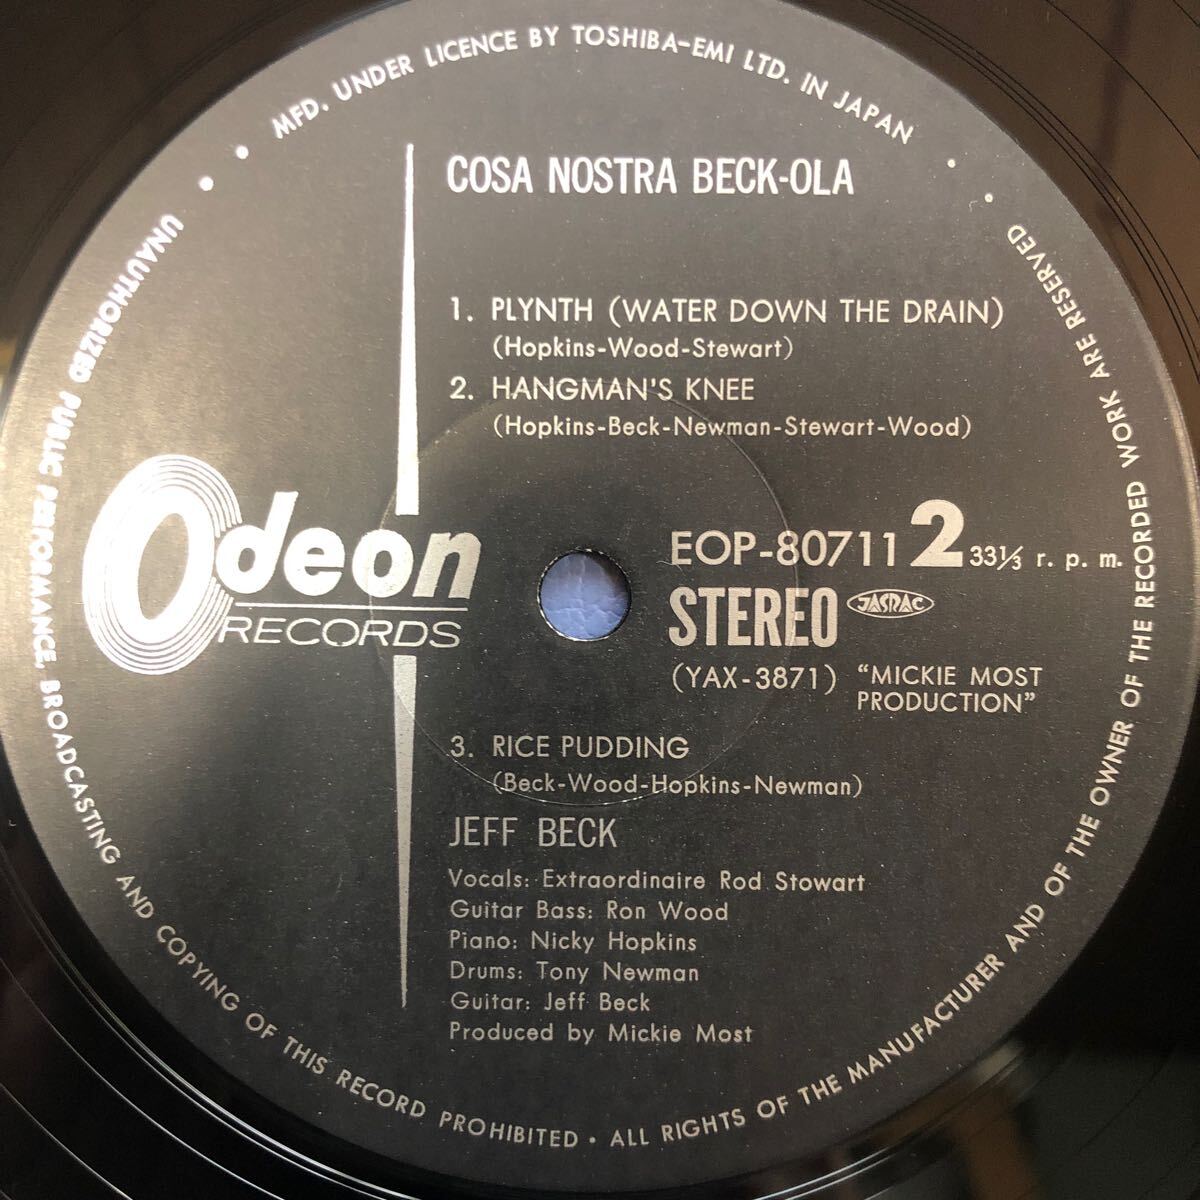 MFD. UNDER LICENCE BY TOSHIBA-EMI LTD. IN JAPAN
COSA NOSTRA BECK-OLA
1. PLYNTH (WATER DOWN THE DRAIN)
(Hopkins-Wood-Stewart)
2. HANGMAN'S KNEE
(Hopkins-Beck-Newman-Stewart-Wood)
Odeon
RECORDS
EOP-80711 2 33⅓ r. p. m.
STEREO JASRAC
(YAX-3871) “MICKIE MOST
PRODUCTION”
3. RICE PUDDING
(Beck-Wood-Hopkins-Newman)
JEFF BECK
Vocals: Extraordinaire Rod Stowart
Guitar Bass: Ron Wood
Piano: Nicky Hopkins
Drums: Tony Newman
Guitar: Jeff Beck
Produced by Mickie Most
UNAUTHORIZED PUBLIC PERFORMANCE, BROADCASTING AND COPYING OF THIS RECORD PROHIBITED • ALL RIGHTS OF THE MANUFACTURER AND OF THE OWNER OF THE RECORDED WORK ARE RESERVED